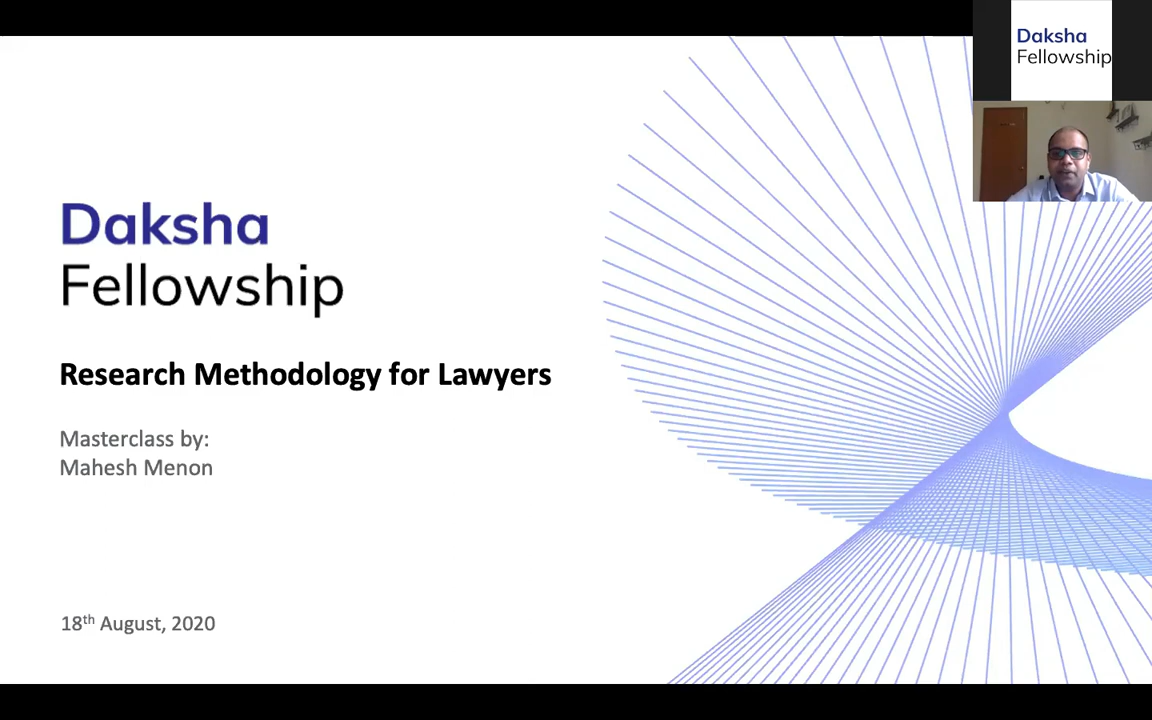 Daksha
Fellowship
Daksha
Fellowship
Research Methodology for Lawyers
Masterclass by:
Mahesh Menon
18th August, 2020